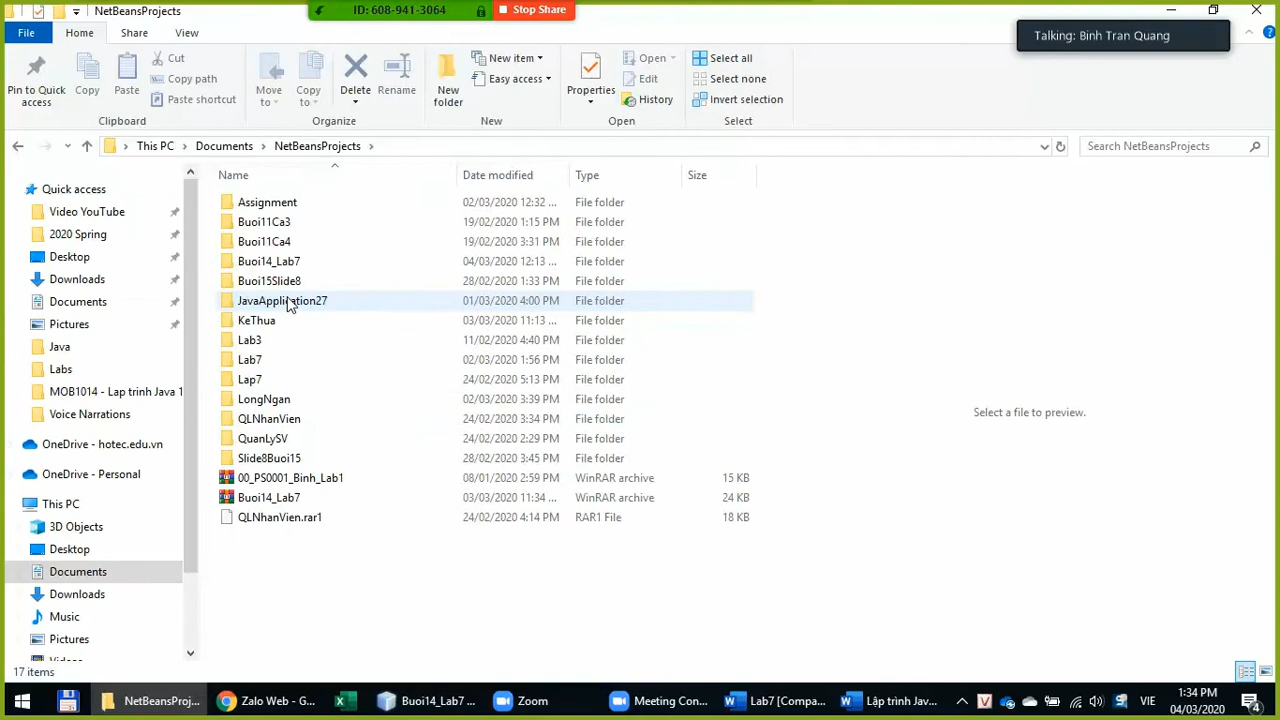 NetBeansProjects
ID: 608-941-3064
Stop Share
File
Home
Share
View
Talking: Binh Tran Quang
Pin to Quick access
Copy
Paste
Cut
Copy path
Paste shortcut
Clipboard
Move to
Copy to
Delete
Rename
Organize
New folder
New item
Easy access
New
Properties
Open
Edit
History
Open
Select all
Select none
Invert selection
Select
This PC > Documents > NetBeansProjects >
Search NetBeansProjects
Name Date modified Type Size
Quick access
Video YouTube
2020 Spring
Desktop
Downloads
Documents
Pictures
Java
Labs
MOB1014 - Lap trinh Java 1
Voice Narrations
OneDrive - hotec.edu.vn
OneDrive - Personal
This PC
3D Objects
Desktop
Documents
Downloads
Music
Pictures
Assignment 02/03/2020 12:32 ... File folder
Buoi11Ca3 19/02/2020 1:15 PM File folder
Buoi11Ca4 19/02/2020 3:31 PM File folder
Buoi14_Lab7 04/03/2020 12:13 ... File folder
Buoi15Slide8 28/02/2020 1:33 PM File folder
JavaApplication27 01/03/2020 4:00 PM File folder
KeThua 03/03/2020 11:13 ... File folder
Lab3 11/02/2020 4:40 PM File folder
Lab7 02/03/2020 1:56 PM File folder
Lap7 24/02/2020 5:13 PM File folder
LongNgan 02/03/2020 3:39 PM File folder
QLNhanVien 24/02/2020 3:34 PM File folder
QuanLySV 24/02/2020 2:29 PM File folder
Slide8Buoi15 28/02/2020 3:45 PM File folder
00_PS0001_Binh_Lab1 08/01/2020 2:59 PM WinRAR archive 15 KB
Buoi14_Lab7 03/03/2020 11:34 ... WinRAR archive 24 KB
QLNhanVien.rar1 24/02/2020 4:14 PM RAR1 File 18 KB
Select a file to preview.
17 items
NetBeansProj...
Zalo Web - G...
Buoi14_Lab7 ...
Zoom
Meeting Con...
Lab7 [Compa...
Lập trình Jav...
VIE
1:34 PM
04/03/2020
4